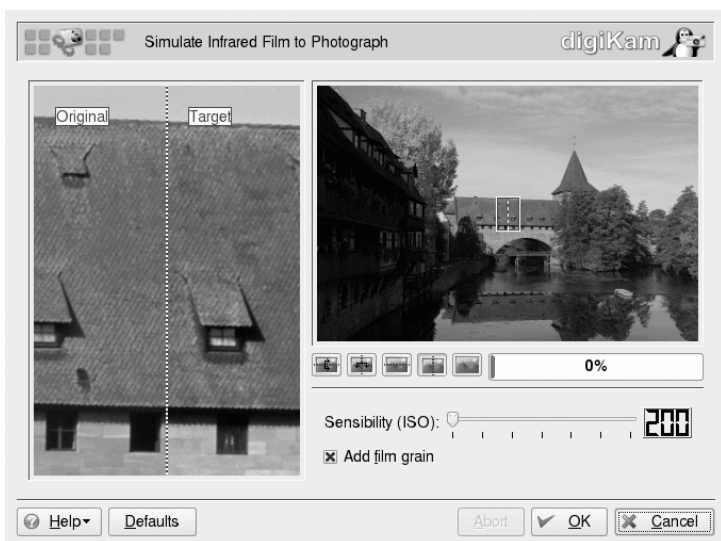 Simulate Infrared Film to Photograph
digiKam
Original
Target
0%
Sensibility (ISO):
200
Add film grain
Help
Defaults
Abort
OK
Cancel